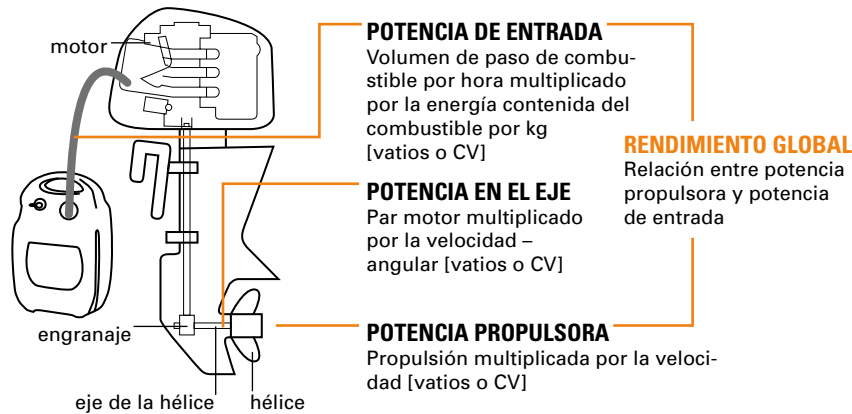 motor
POTENCIA DE ENTRADA
Volumen de paso de combu-
stible por hora multiplicado
por la energía contenida del
combustible por kg
[vatios o CV]
RENDIMIENTO GLOBAL
Relación entre potencia
propulsora y potencia
de entrada
POTENCIA EN EL EJE
Par motor multiplicado
por la velocidad –
angular [vatios o CV]
engranaje
POTENCIA PROPULSORA
Propulsión multiplicada por la veloci-
dad [vatios o CV]
eje de la hélice
hélice